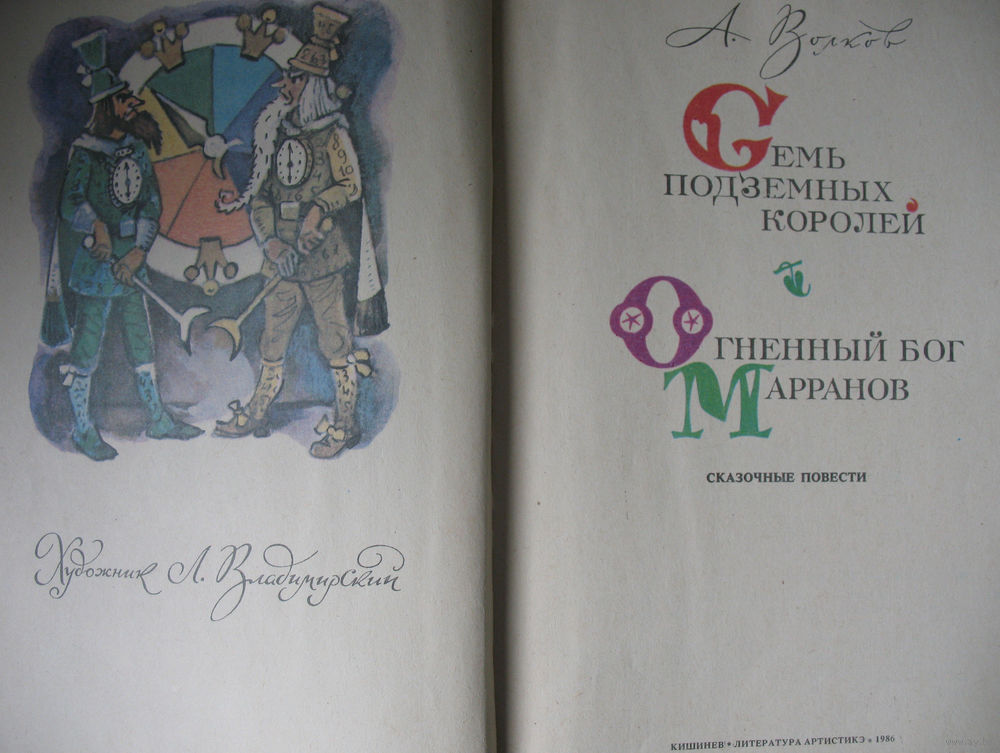 Художник Л. Владимирский
А. Волков
Семь
подземных
королей
Огненный бог
Марранов
СКАЗОЧНЫЕ ПОВЕСТИ
КИШИНЕВ • ЛИТЕРАТУРА АРТИСТИКЭ • 1986